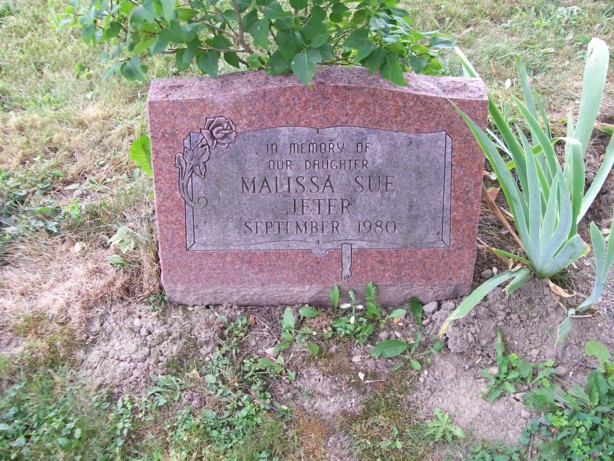 IN MEMORY OF
OUR DAUGHTER
MALISSA SUE
JETER
SEPTEMBER 1980